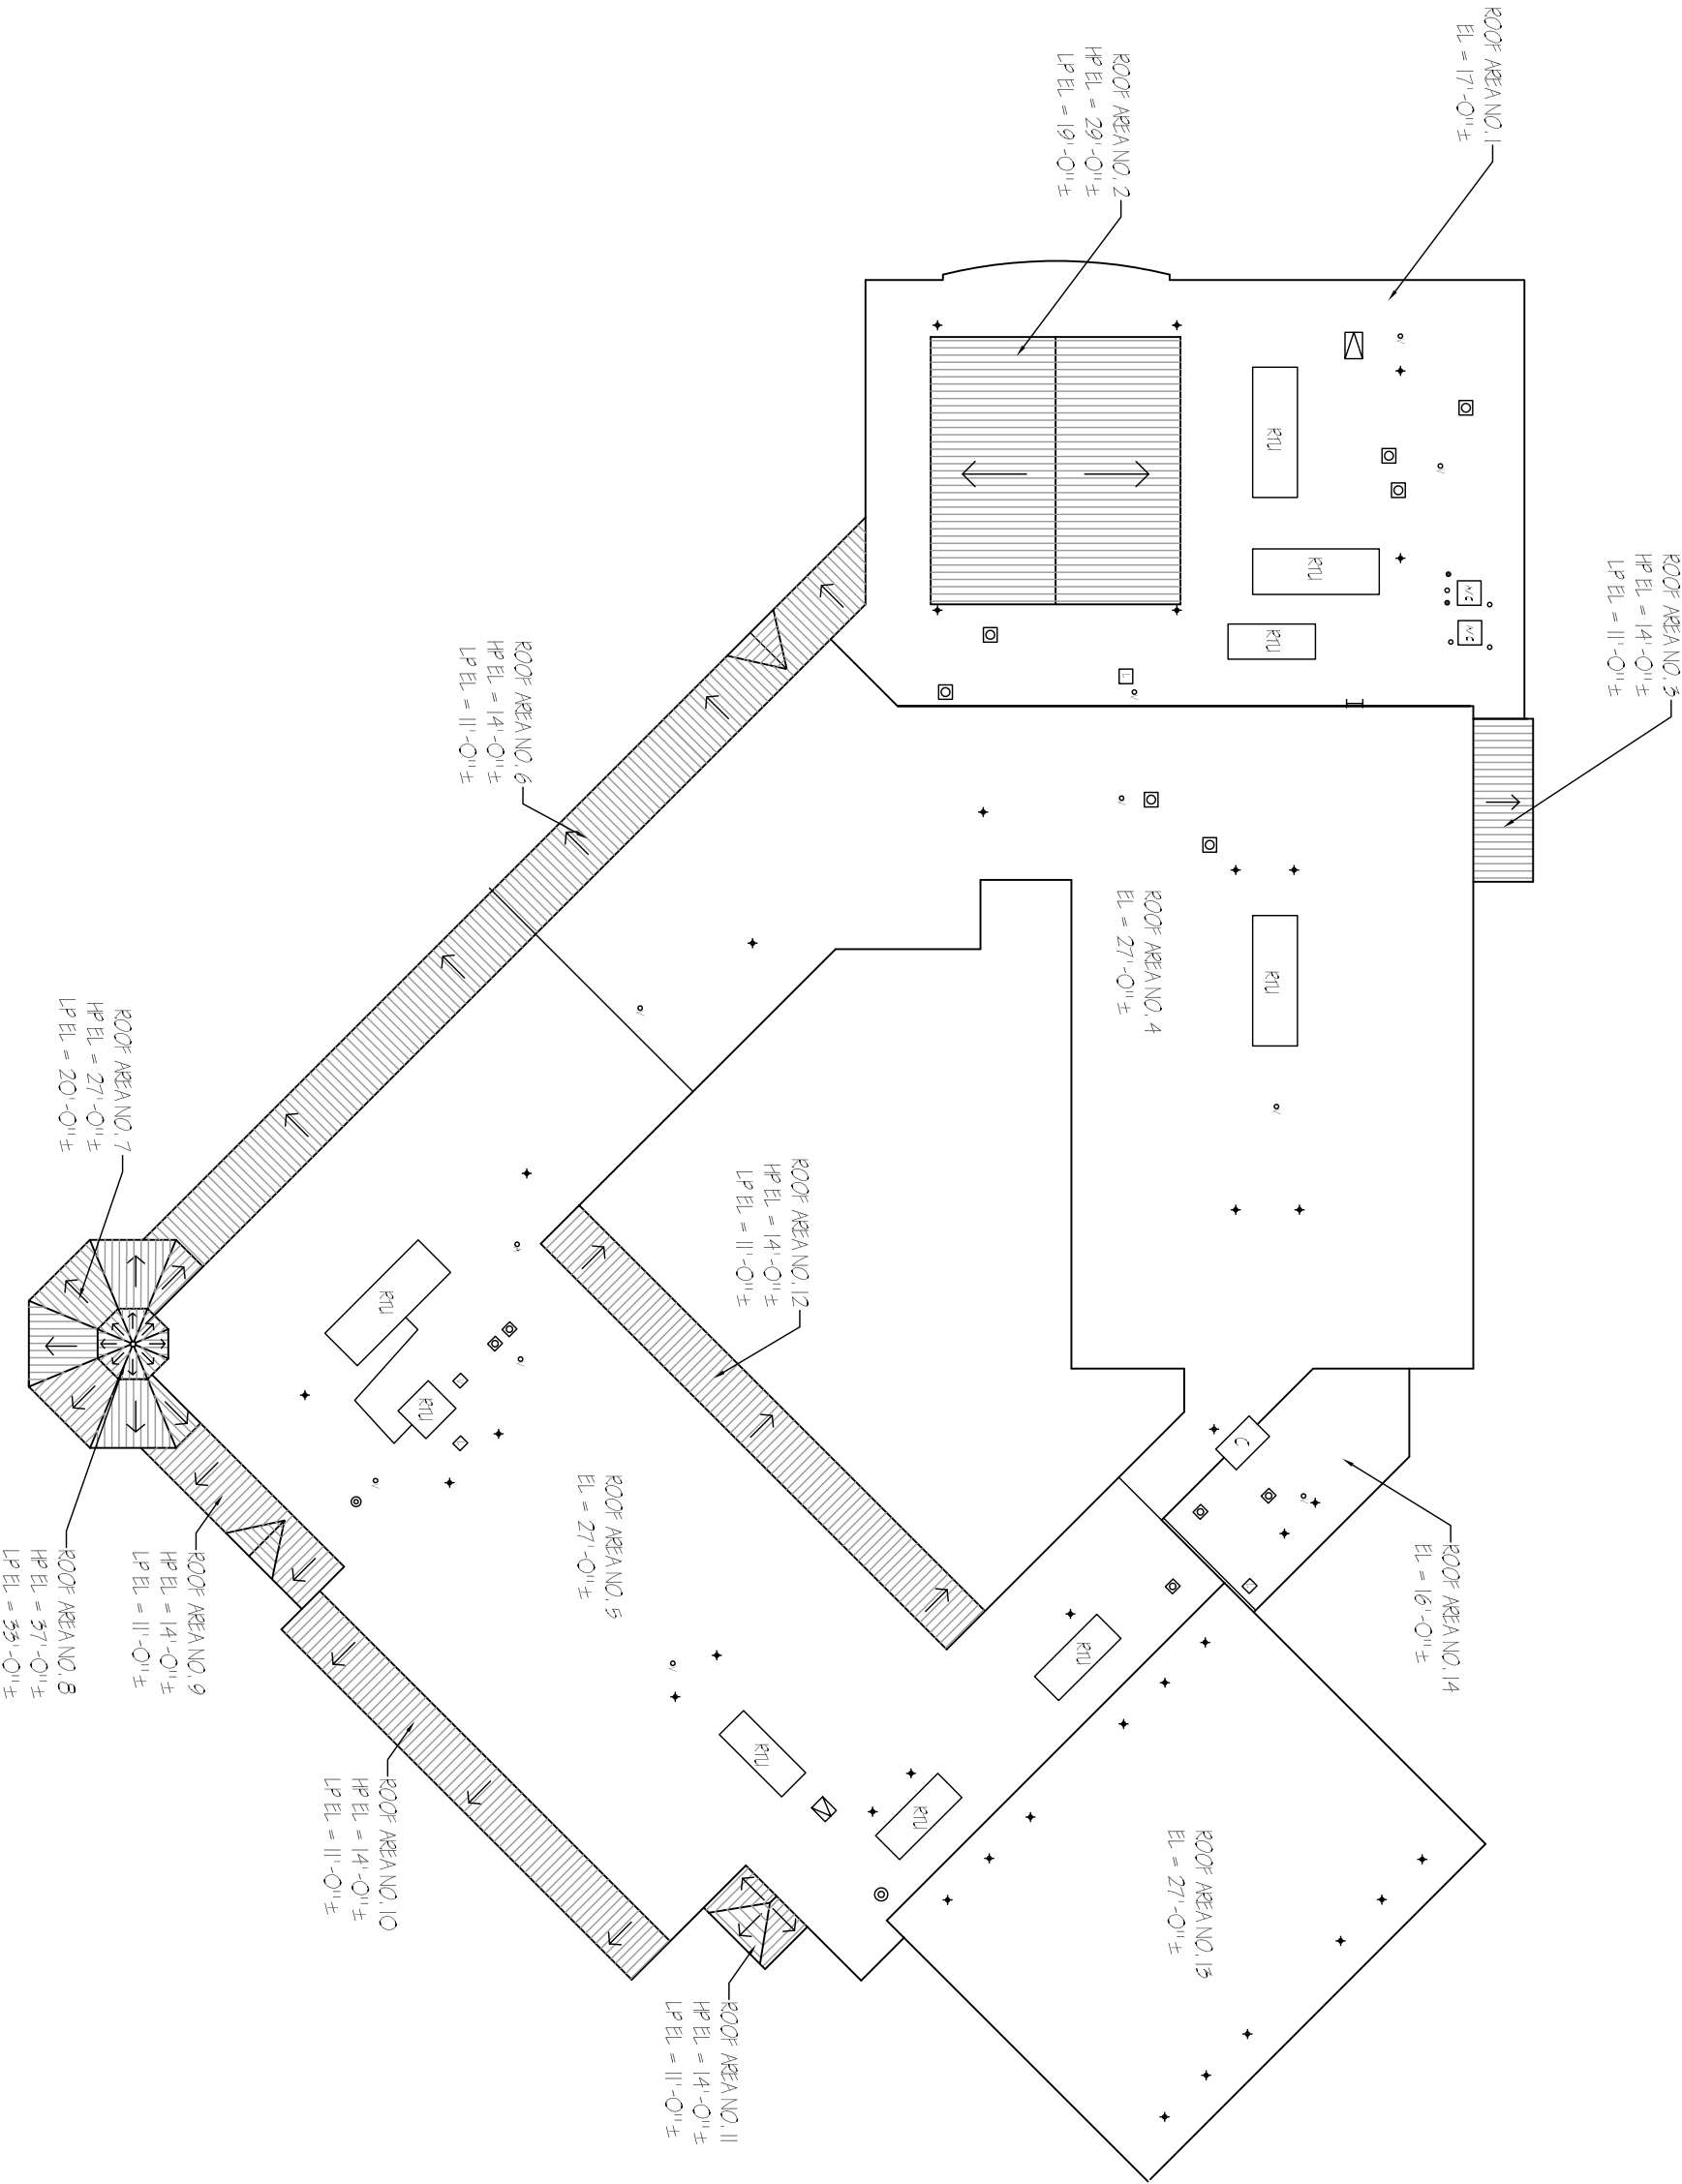 ROOF AREA NO. 1
EL = 17'-0"±
ROOF AREA NO. 2
HP EL = 29'-0"±
LP EL = 19'-0"±
ROOF AREA NO. 3
HP EL = 14'-0"±
LP EL = 11'-0"±
RTU
RTU
RTU
A/C
A/C
L
ROOF AREA NO. 6
HP EL = 14'-0"±
LP EL = 11'-0"±
ROOF AREA NO. 4
EL = 27'-0"±
RTU
ROOF AREA NO. 7
HP EL = 27'-0"±
LP EL = 20'-0"±
ROOF AREA NO. 12
HP EL = 14'-0"±
LP EL = 11'-0"±
RTU
RTU
C
ROOF AREA NO. 5
EL = 27'-0"±
ROOF AREA NO. 14
EL = 16'-0"±
ROOF AREA NO. 8
HP EL = 37'-0"±
LP EL = 33'-0"±
ROOF AREA NO. 9
HP EL = 14'-0"±
LP EL = 11'-0"±
RTU
RTU
RTU
ROOF AREA NO. 10
HP EL = 14'-0"±
LP EL = 11'-0"±
ROOF AREA NO. 13
EL = 27'-0"±
ROOF AREA NO. 11
HP EL = 14'-0"±
LP EL = 11'-0"±